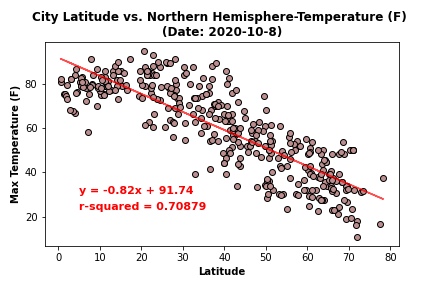 City Latitude vs. Northern Hemisphere-Temperature (F)
(Date: 2020-10-8)
Max Temperature (F)
80
60
40
20
y = -0.82x + 91.74
r-squared = 0.70879
0 10 20 30 40 50 60 70 80
Latitude